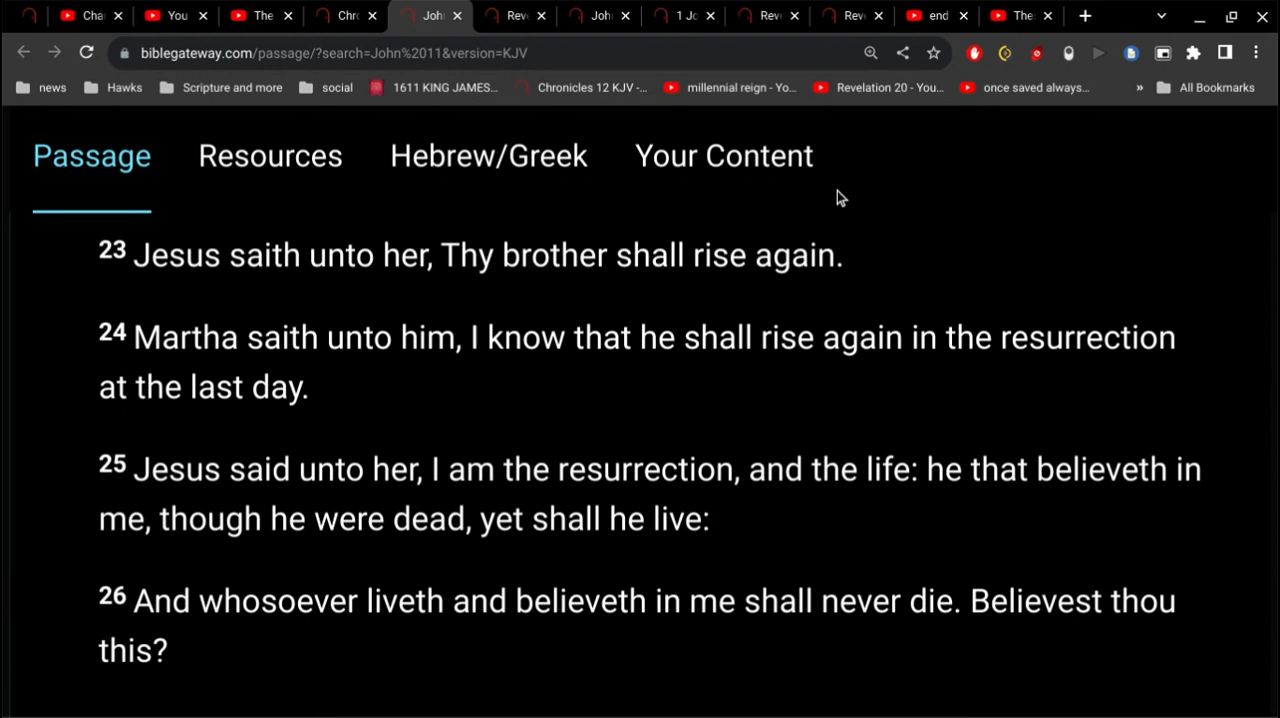 Cha You The Chr Joh Rev Joh 1 Jo Rev Rev end The
biblegateway.com/passage/?search=John%2011&version=KJV
news Hawks Scripture and more social 1611 KING JAMES... Chronicles 12 KJV -... millennial reign - Yo... Revelation 20 - You... once saved always... » All Bookmarks
Passage Resources Hebrew/Greek Your Content
23 Jesus saith unto her, Thy brother shall rise again.
24 Martha saith unto him, I know that he shall rise again in the resurrection
at the last day.
25 Jesus said unto her, I am the resurrection, and the life: he that believeth in
me, though he were dead, yet shall he live:
26 And whosoever liveth and believeth in me shall never die. Believest thou
this?